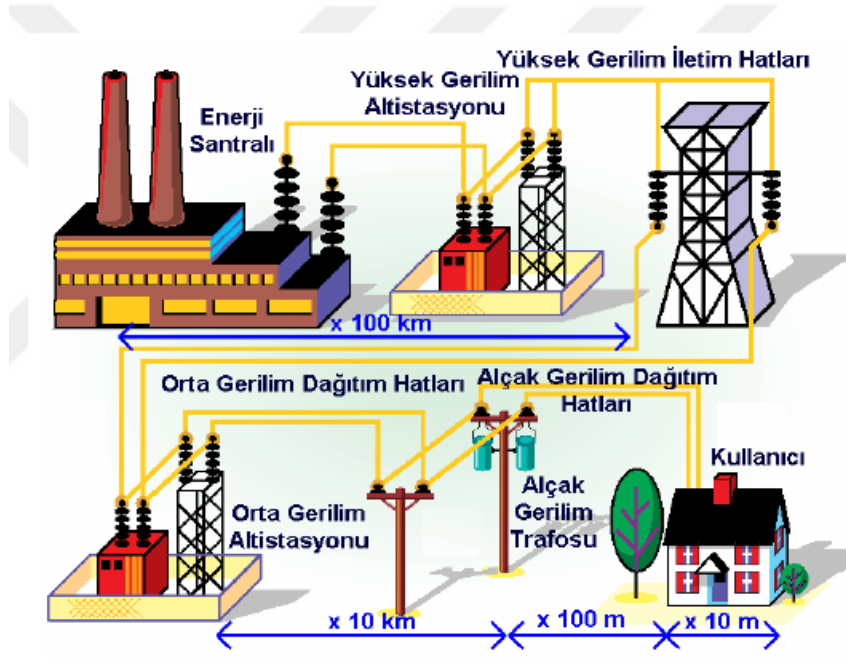 Yüksek Gerilim İletim Hatları
Yüksek Gerilim
Altistasyonu
Enerji
Santralı
x 100 km
Orta Gerilim Dağıtım Hatları
Alçak Gerilim Dağıtım
Hatları
Kullanıcı
Orta Gerilim
Altistasyonu
Alçak
Gerilim
Trafosu
x 10 km
x 100 m
x 10 m